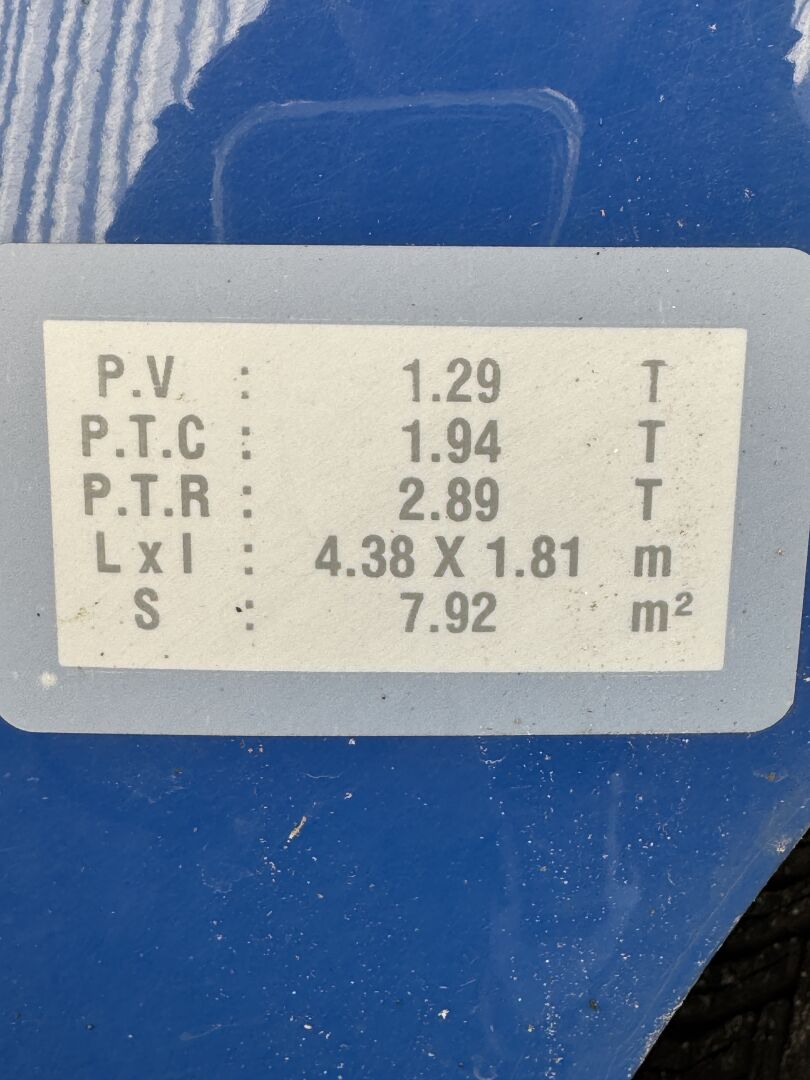 P.V : 1.29 T
P.T.C : 1.94 T
P.T.R : 2.89 T
L x l : 4.38 X 1.81 m
S : 7.92 m²